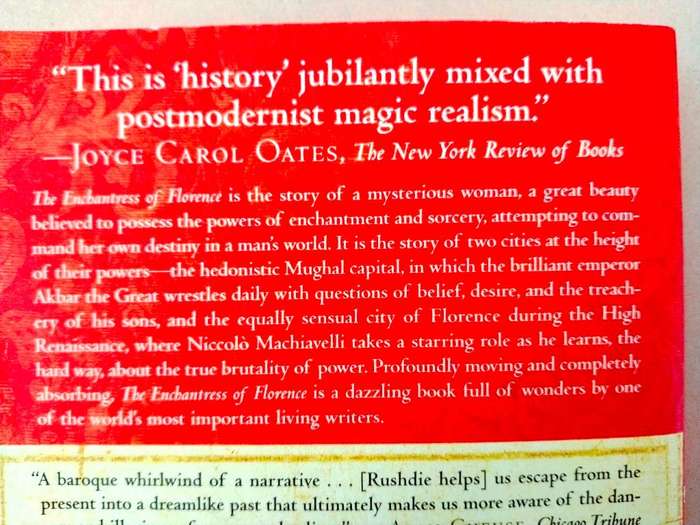 “This is ‘history’ jubilantly mixed with
postmodernist magic realism.”
—JOYCE CAROL OATES, The New York Review of Books
The Enchantress of Florence is the story of a mysterious woman, a great beauty
believed to possess the powers of enchantment and sorcery, attempting to com-
mand her own destiny in a man's world. It is the story of two cities at the height
of their powers—the hedonistic Mughal capital, in which the brilliant emperor
Akbar the Great wrestles daily with questions of belief, desire, and the treach-
ery of his sons, and the equally sensual city of Florence during the High
Renaissance, where Niccolò Machiavelli takes a starring role as he learns, the
hard way, about the true brutality of power. Profoundly moving and completely
absorbing, The Enchantress of Florence is a dazzling book full of wonders by one
of the world's most important living writers.
“A baroque whirlwind of a narrative . . . [Rushdie helps] us escape from the
present into a dreamlike past that ultimately makes us more aware of the dan-
Chicago Tribune